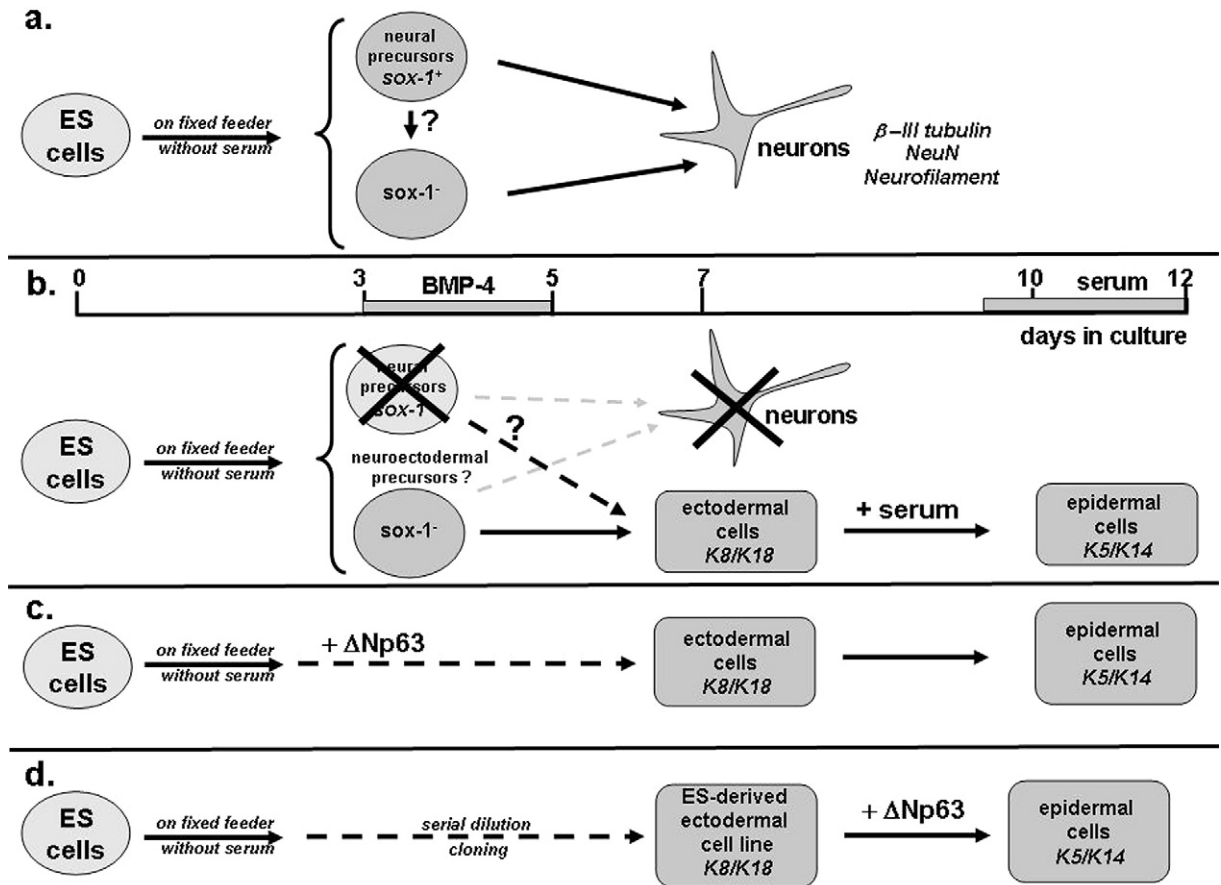 a.
ES
cells
on fixed feeder
without serum
neural
precursors
sox-1⁺
?
sox-1⁻
neurons
β–III tubulin
NeuN
Neurofilament
b.
0 3 5 7 10 12
BMP-4
serum
days in culture
ES
cells
on fixed feeder
without serum
neural
precursors
sox-1
neuroectodermal
precursors ?
sox-1⁻
?
neurons
ectodermal
cells
K8/K18
+ serum
epidermal
cells
K5/K14
c.
ES
cells
on fixed feeder
without serum
+ ΔNp63
ectodermal
cells
K8/K18
epidermal
cells
K5/K14
d.
ES
cells
on fixed feeder
without serum
serial dilution
cloning
ES-derived
ectodermal
cell line
K8/K18
+ ΔNp63
epidermal
cells
K5/K14